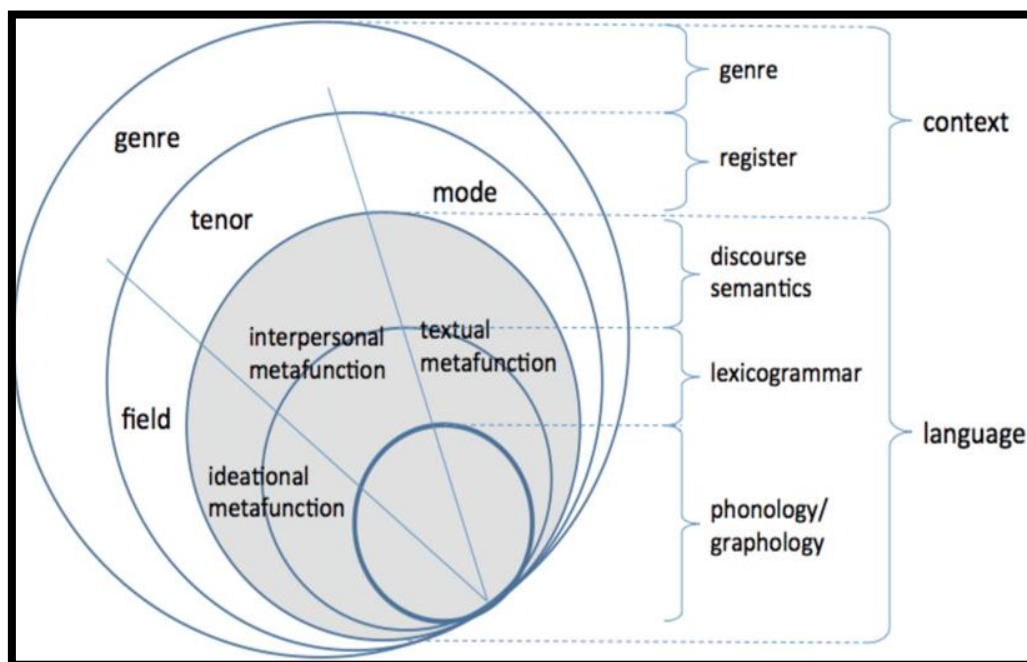 genre
tenor
mode
field
interpersonal
metafunction
textual
metafunction
ideational
metafunction
genre
register
discourse
semantics
lexicogrammar
phonology/
graphology
context
language